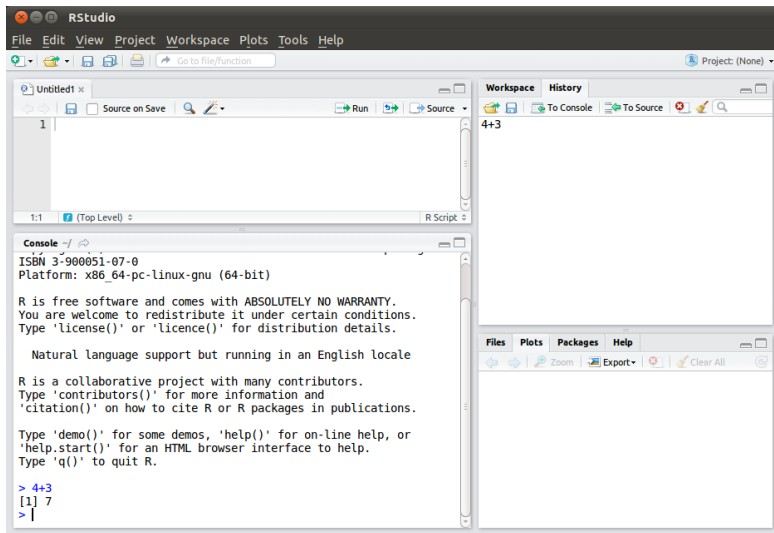 RStudio
File Edit View Project Workspace Plots Tools Help
Go to file/function
Project: (None)
Untitled1
Source on Save
Run
Source
1
1:1 (Top Level) R Script
Console ~/
ISBN 3-900051-07-0
Platform: x86_64-pc-linux-gnu (64-bit)
R is free software and comes with ABSOLUTELY NO WARRANTY.
You are welcome to redistribute it under certain conditions.
Type 'license()' or 'licence()' for distribution details.
Natural language support but running in an English locale
R is a collaborative project with many contributors.
Type 'contributors()' for more information and
'citation()' on how to cite R or R packages in publications.
Type 'demo()' for some demos, 'help()' for on-line help, or
'help.start()' for an HTML browser interface to help.
Type 'q()' to quit R.
> 4+3
[1] 7
>
Workspace History
To Console To Source
4+3
Files Plots Packages Help
Zoom Export Clear All